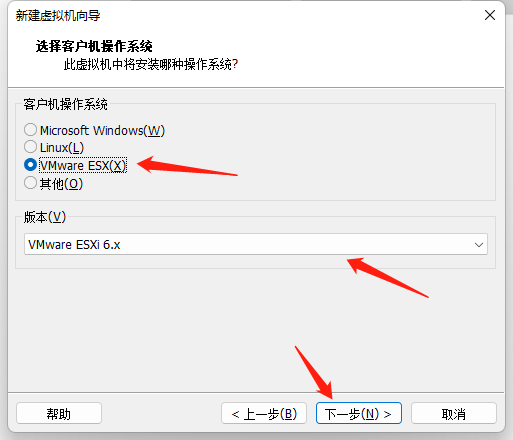 新建虚拟机向导
选择客户机操作系统
此虚拟机中将安装哪种操作系统?
客户机操作系统
Microsoft Windows(W)
Linux(L)
VMware ESX(X)
其他(O)
版本(V)
VMware ESXi 6.x
帮助
< 上一步(B)
下一步(N) >
取消